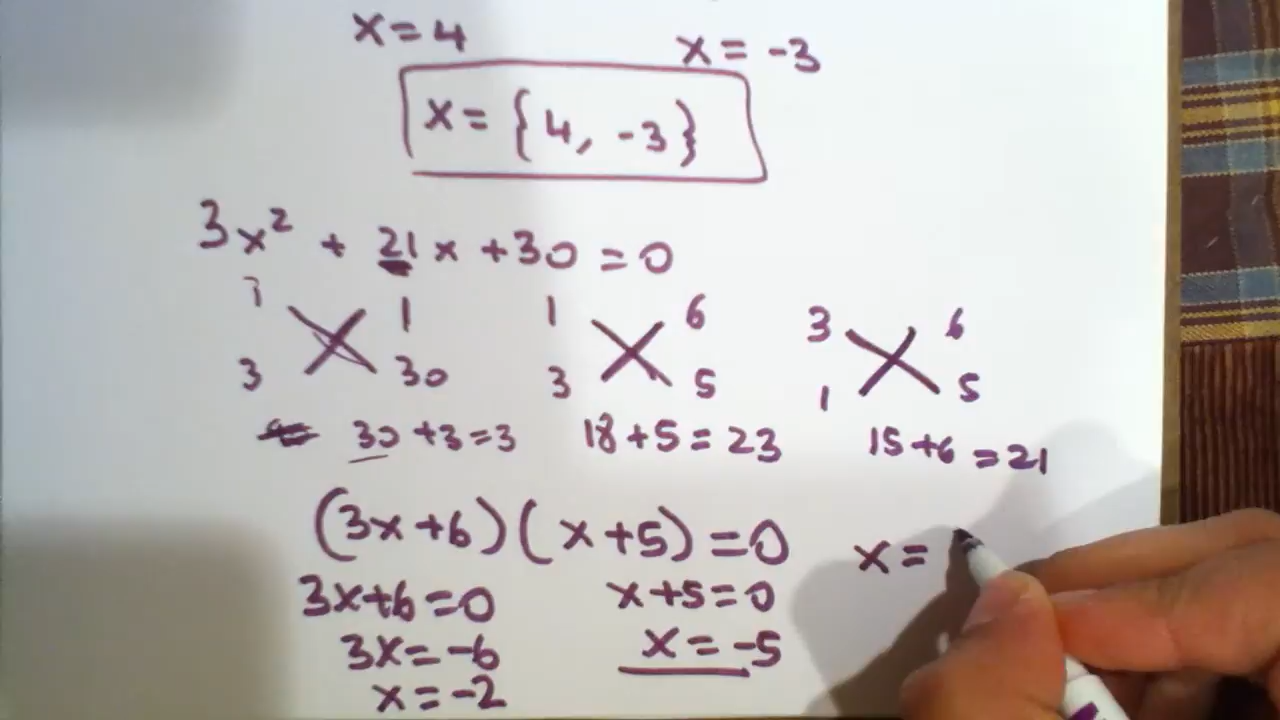 x = 4 x = -3
x = {4, -3}
3x² + 21x + 30 = 0
1 1 1 6 3 6
3 30 3 5 1 5
30 + 3 = 3 18 + 5 = 23 15 + 6 = 21
(3x + 6)(x + 5) = 0 x =
3x + 6 = 0 x + 5 = 0
3x = -6 x = -5
x = -2